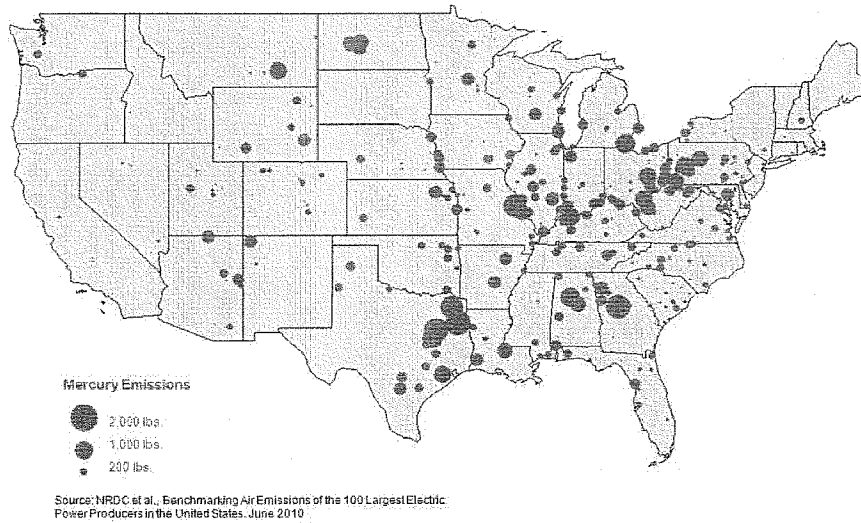 Mercury Emissions
2,000 lbs.
1,000 lbs.
200 lbs.
Source: NRDC et al., Benchmarking Air Emissions of the 100 Largest Electric
Power Producers in the United States. June 2010